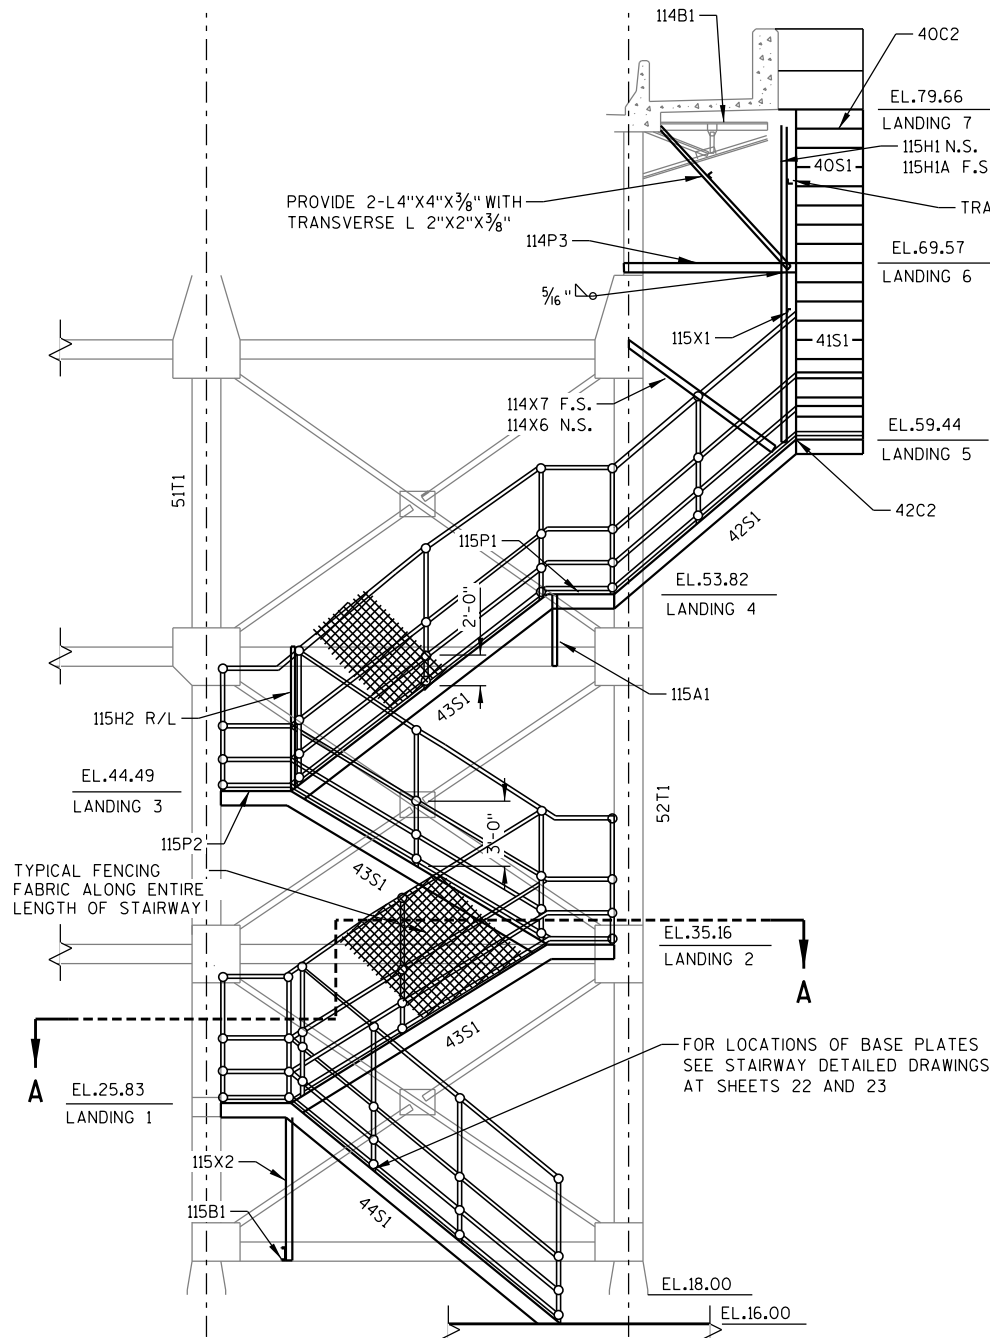 114B1
40C2
EL.79.66
LANDING 7
115H1 N.S.
115H1A F.S
40S1
TRA
PROVIDE 2-L4"X4"X3/8" WITH
TRANSVERSE L 2"X2"X3/8"
114P3
EL.69.57
LANDING 6
5/16"
115X1
41S1
114X7 F.S.
114X6 N.S.
EL.59.44
LANDING 5
51T1
42C2
42S1
115P1
EL.53.82
LANDING 4
2'-0"
115A1
43S1
115H2 R/L
EL.44.49
LANDING 3
52T1
115P2
3'-0"
TYPICAL FENCING
FABRIC ALONG ENTIRE
LENGTH OF STAIRWAY
43S1
EL.35.16
LANDING 2
A
43S1
FOR LOCATIONS OF BASE PLATES
SEE STAIRWAY DETAILED DRAWINGS
AT SHEETS 22 AND 23
A
EL.25.83
LANDING 1
115X2
44S1
115B1
EL.18.00
EL.16.00